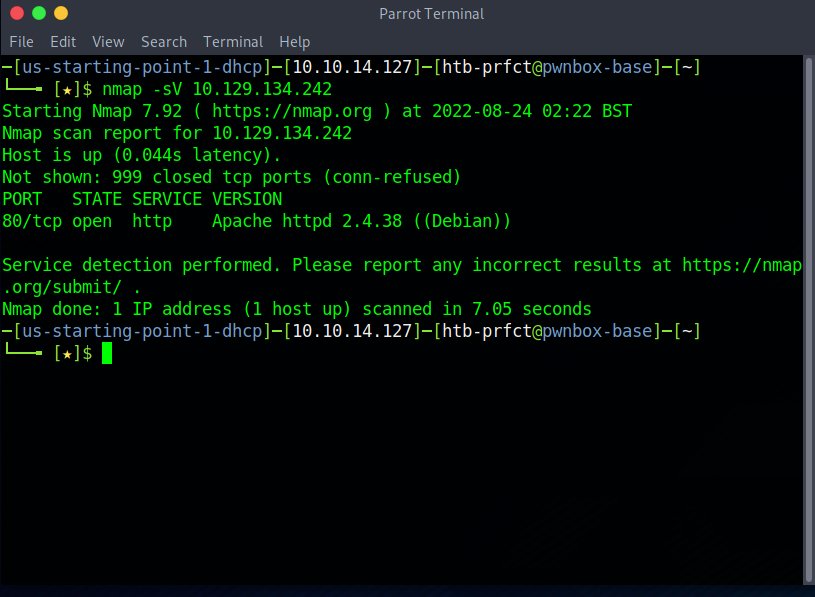 Parrot Terminal
File Edit View Search Terminal Help
─[us-starting-point-1-dhcp]─[10.10.14.127]─[htb-prfct@pwnbox-base]─[~]
└──╼ [★]$ nmap -sV 10.129.134.242
Starting Nmap 7.92 ( https://nmap.org ) at 2022-08-24 02:22 BST
Nmap scan report for 10.129.134.242
Host is up (0.044s latency).
Not shown: 999 closed tcp ports (conn-refused)
PORT   STATE SERVICE VERSION
80/tcp open  http    Apache httpd 2.4.38 ((Debian))
Service detection performed. Please report any incorrect results at https://nmap
.org/submit/ .
Nmap done: 1 IP address (1 host up) scanned in 7.05 seconds
─[us-starting-point-1-dhcp]─[10.10.14.127]─[htb-prfct@pwnbox-base]─[~]
└──╼ [★]$